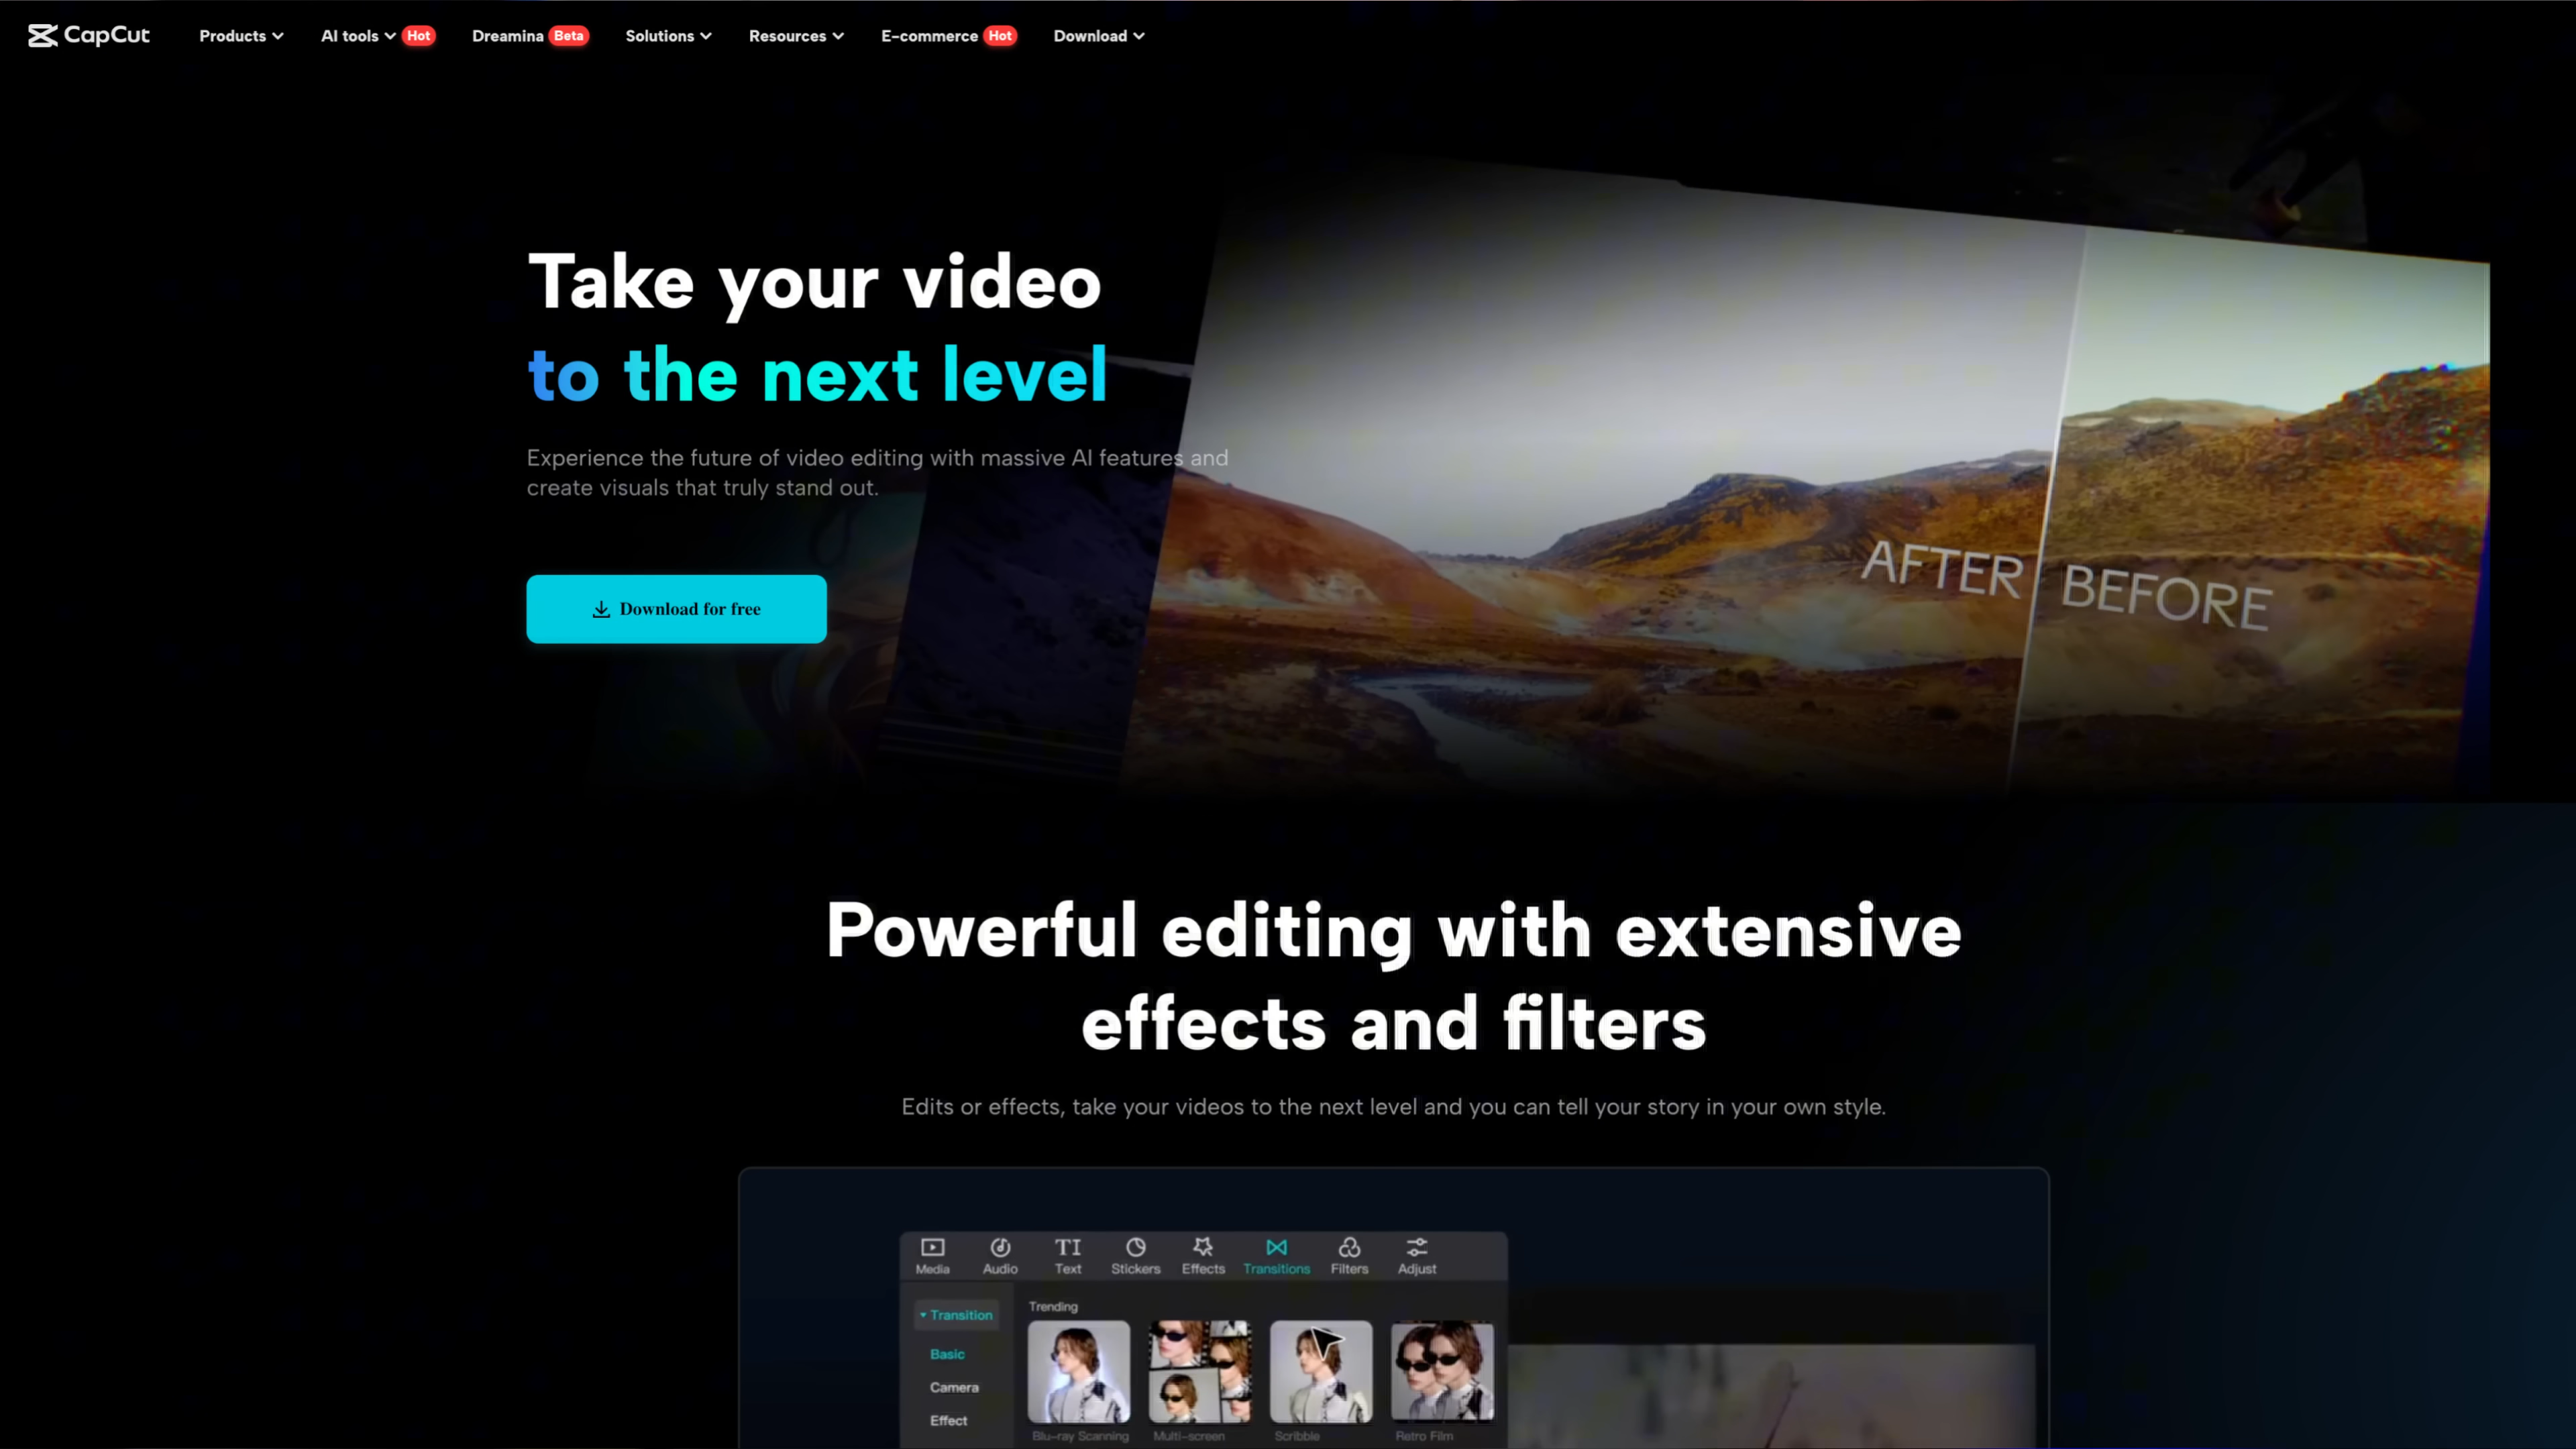 CapCut
Products
AI tools Hot
Dreamina Beta
Solutions
Resources
E-commerce Hot
Download
Take your video
to the next level
Experience the future of video editing with massive AI features and
create visuals that truly stand out.
Download for free
AFTER
BEFORE
Powerful editing with extensive
effects and filters
Edits or effects, take your videos to the next level and you can tell your story in your own style.
Media
Audio
TI
Text
Stickers
Effects
Transitions
Filters
Adjust
Transition
Basic
Camera
Effect
Trending
Blu-ray Scanning
Multi-screen
Scribble
Retro Film